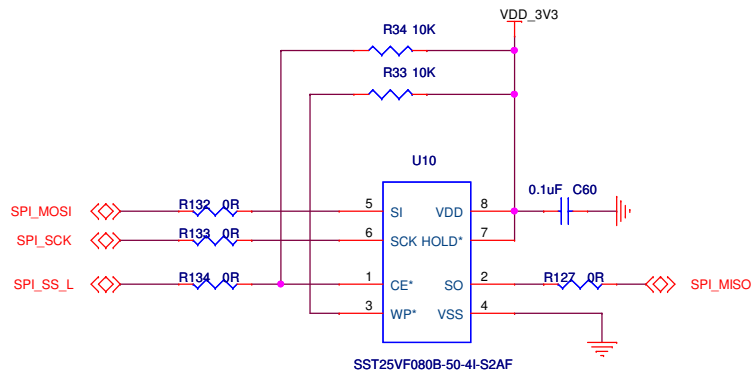 VDD_3V3
R34 10K
R33 10K
U10
0.1uF C60
SPI_MOSI R132 0R 5 SI VDD 8
SPI_SCK R133 0R 6 SCK HOLD* 7
SPI_SS_L R134 0R 1 CE* SO 2 R127 0R SPI_MISO
3 WP* VSS 4
SST25VF080B-50-4I-S2AF